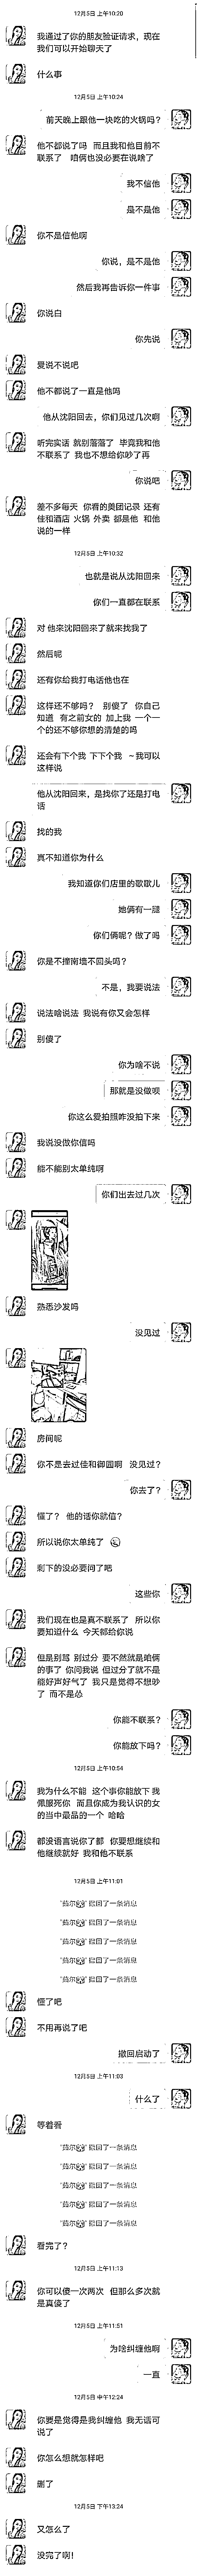 12月5日 上午10:20
我通过了你的朋友验证请求，现在
我们可以开始聊天了
什么事
12月5日 上午10:24
前天晚上跟他一块吃的火锅吗？
他不都说了吗 而且我和他目前不
联系了 咱俩也没必要在说啥了
我不信他
是不是他
你不是信他啊
你说，是不是他
然后我再告诉你一件事
你说白
你先说
爱说不说吧
他不都说了一直是他吗
他从沈阳回去，你们见过几次啊
听完实话 就别落落了 毕竟我和他
不联系了 我也不想给你吵了再
你说吧
差不多每天 你看的美团记录 还有
佳和酒店 火锅 外卖 都是他 和他
说的一样
12月5日 上午10:32
也就是说从沈阳回来
你们一直都在联系
对 他来沈阳回来了就来找我了
然后呢
还有你给我打电话他也在
这样还不够吗？ 别傻了 你自己
知道 有之前女的 加上我 一个一
个的还不够你想的清楚的吗
还会有下个我 下下个我 ~我可以
这样说
他从沈阳回来，是找你了还是打电
话
找的我
真不知道你为什么
我知道你们店里的歌歌儿
她俩有一腿
你们俩呢？做了吗
你是不撞南墙不回头吗？
不是，我要说法
说法啥说法 我说有你又会怎样
别傻了
你为啥不说
那就是没做呗
你这么爱拍照咋没拍下来
我说没做你信吗
能不能别太单纯啊
你们出去过几次
熟悉沙发吗
没见过
房间呢
你不是去过佳和御园啊 没见过？
你去了？
懂了？ 他的话你就信？
所以说你太单纯了
剩下的没必要问了吧
这些你
我们现在也是真不联系了 所以你
要知道什么 今天都给你说
但是别骂 别过分 要不然就是咱俩
的事了 你问我说 但过分了就不是
能好声好气了 我只是觉得不想吵
了 而不是怂
你能不联系？
你能放下吗？
12月5日 上午10:54
我为什么不能 这个事你能放下 我
佩服死你 而且你成为我认识的女
的当中最品的一个 哈哈
都没语言说你了都 你要想继续和
他继续就好 我和他不联系
12月5日 上午11:01
撤回了一条消息
撤回了一条消息
撤回了一条消息
撤回了一条消息
撤回了一条消息
懂了吧
不用再说了吧
撤回启动了
12月5日 上午11:03
什么了
等着看
撤回了一条消息
撤回了一条消息
撤回了一条消息
撤回了一条消息
撤回了一条消息
看完了？
12月5日 上午11:13
你可以傻一次两次 但那么多次就
是真傻了
12月5日 上午11:51
为啥纠缠他啊
一直
12月5日 中午12:24
你要是觉得是我纠缠他 我无话可
说了
你怎么想就怎样吧
删了
12月5日 下午13:24
又怎么了
没完了啊！